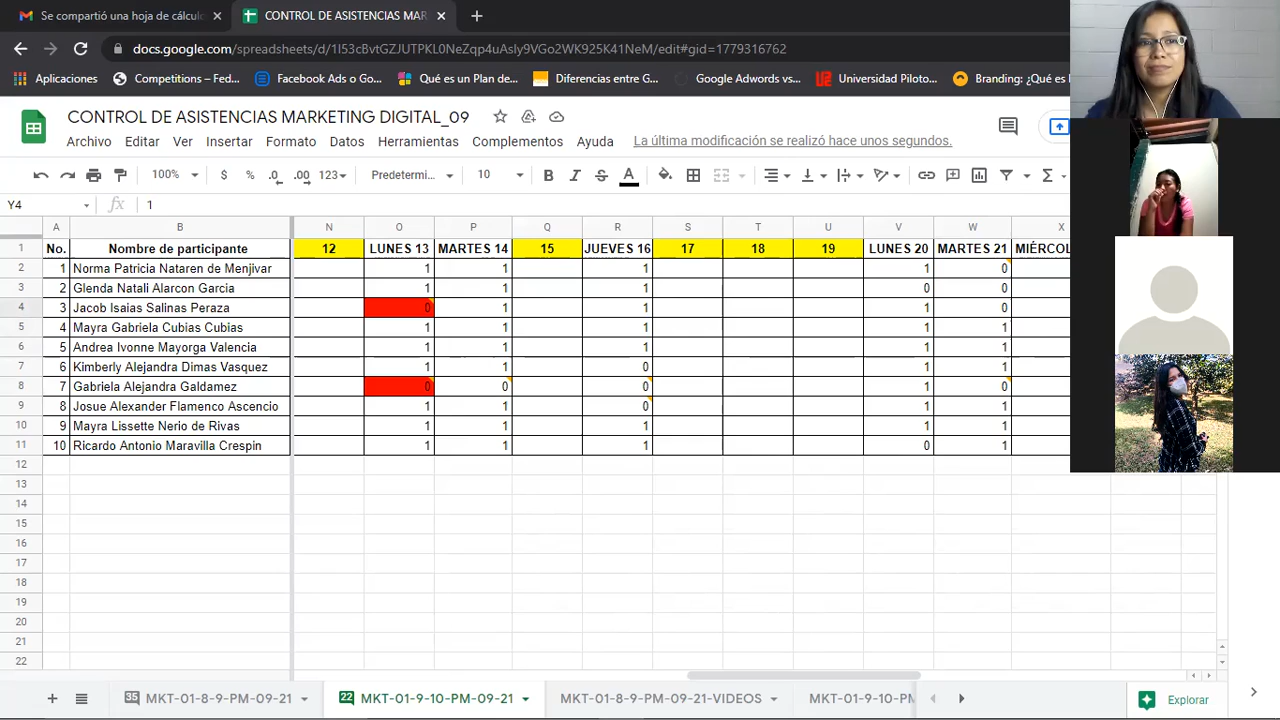 Se compartió una hoja de cálculo
CONTROL DE ASISTENCIAS MAR
docs.google.com/spreadsheets/d/
/edit#gid=1779316762
Aplicaciones Competitions – Fed... Facebook Ads o Go... Qué es el plan de... Diferencias entre G... Google Adwords vs... Universidad Piloto... Branding: ¿Qué es
CONTROL DE ASISTENCIAS MARKETING DIGITAL_09
Archivo Editar Ver Insertar Formato Datos Herramientas Complementos Ayuda La última modificación se realizó hace unos segundos.
100% $ % .0 .00 123 Predetermi... 10 B I S A
Y4 fx 1
A B N O P Q R S T U V W X
1 No. Nombre de participante 12 LUNES 13 MARTES 14 15 JUEVES 16 17 18 19 LUNES 20 MARTES 21 MIÉRCOL
2 1 Norma Patricia Nataren de Menjivar 1 1 1 1 0
3 2 Glenda Natali Alarcon Garcia 1 1 1 0 0
4 3 Jacob Isaias Salinas Peraza 0 1 1 1 0
5 4 Mayra Gabriela Cubias Cubias 1 1 1 1 1
6 5 Andrea Ivonne Mayorga Valencia 1 1 1 1 1
7 6 Kimberly Alejandra Dimas Vasquez 1 1 0 1 1
8 7 Gabriela Alejandra Galdamez 0 0 0 1 0
9 8 Josue Alexander Flamenco Ascencio 1 1 0 1 1
10 9 Mayra Lissette Nerio de Rivas 1 1 1 1 1
11 10 Ricardo Antonio Maravilla Crespin 1 1 1 0 1
12
13
14
15
16
17
18
19
20
21
22
35 MKT-01-8-9-PM-09-21 22 MKT-01-9-10-PM-09-21 MKT-01-8-9-PM-09-21-VIDEOS MKT-01-9-10-PM Explorar